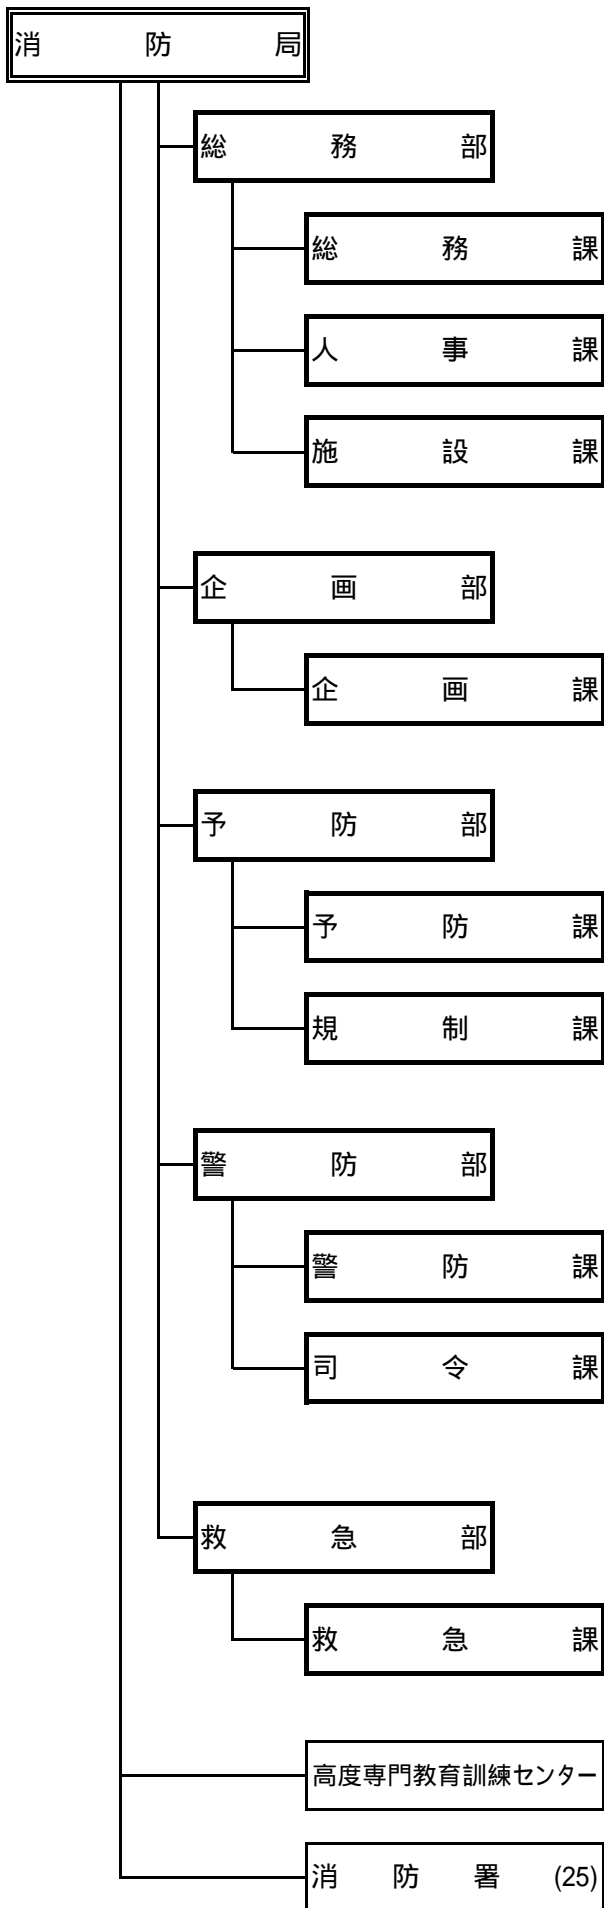 消防局
総務部
総務課
人事課
施設課
企画部
企画課
予防部
予防課
規制課
警防部
警防課
司令課
救急部
救急課
高度専門教育訓練センター
消防署 (25)